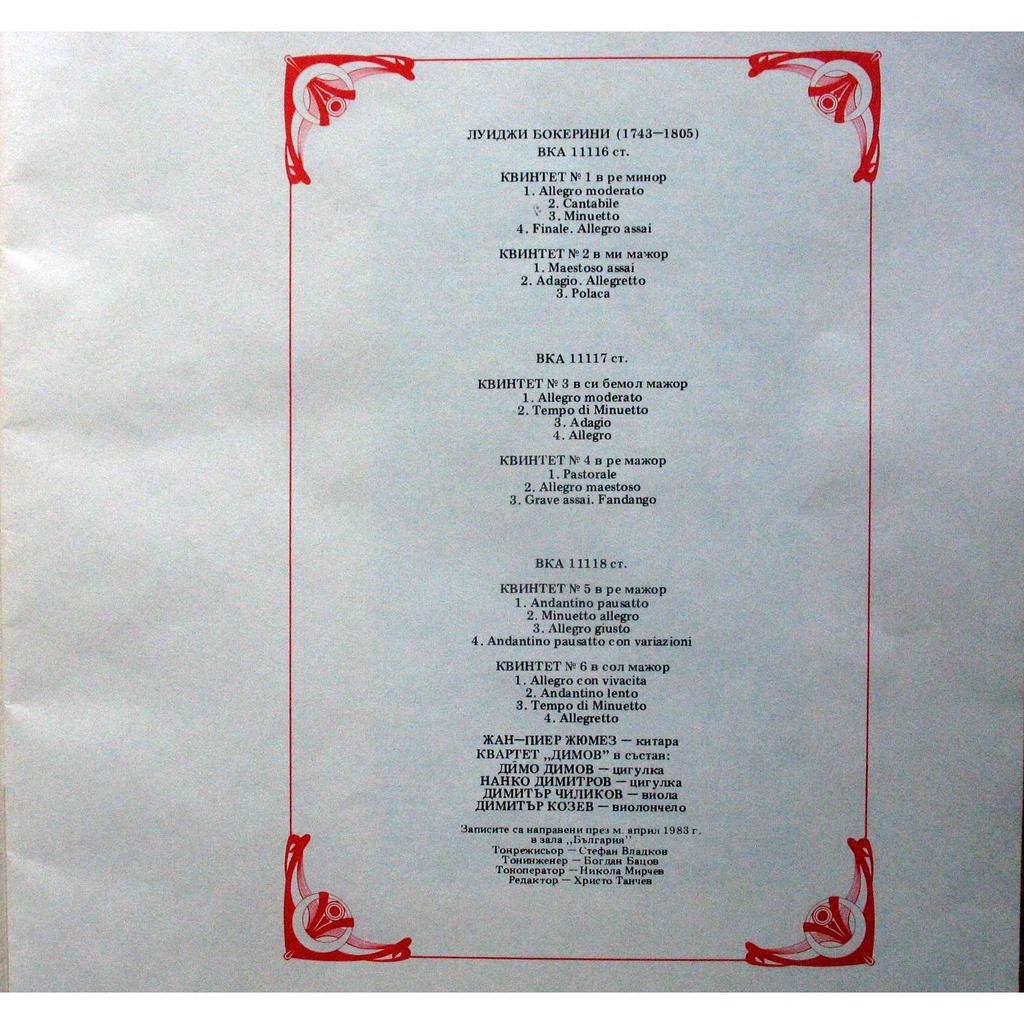 ЛУИДЖИ БОКЕРИНИ (1743—1805)
ВКА 11116 ст.
КВИНТЕТ № 1 в ре минор
1. Allegro moderato
2. Cantabile
3. Minuetto
4. Finale. Allegro assai
КВИНТЕТ № 2 в ми мажор
1. Maestoso assai
2. Adagio. Allegretto
3. Polaca
ВКА 11117 ст.
КВИНТЕТ № 3 в си бемол мажор
1. Allegro moderato
2. Tempo di Minuetto
3. Adagio
4. Allegro
КВИНТЕТ № 4 в ре мажор
1. Pastorale
2. Allegro maestoso
3. Grave assai. Fandango
ВКА 11118 ст.
КВИНТЕТ № 5 в ре мажор
1. Andantino pausatto
2. Minuetto allegro
3. Allegro giusto
4. Andantino pausatto con variazioni
КВИНТЕТ № 6 в сол мажор
1. Allegro con vivacita
2. Andantino lento
3. Tempo di Minuetto
4. Allegretto
ЖАН—ПИЕР ЖЮМЕЗ — китара
КВАРТЕТ „ДИМОВ" в състав:
ДИМО ДИМОВ — цигулка
НАНКО ДИМИТРОВ — цигулка
ДИМИТЪР ЧИЛИКОВ — виола
ДИМИТЪР КОЗЕВ — виолончело
Записите са направени през м. април 1983 г.
в зала „България"
Тонрежисьор — Стефан Владков
Тонинженер — Богдан Бацов
Тоноператор — Никола Мирчев
Редактор — Христо Танчев